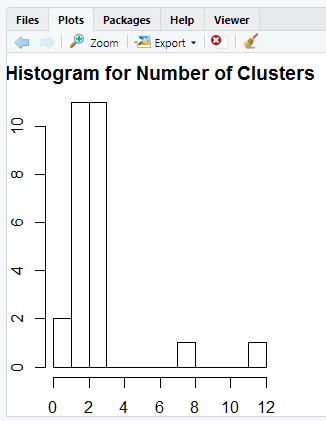 Files Plots Packages Help Viewer
Zoom Export
Histogram for Number of Clusters
10
8
6
4
2
0
0 2 4 6 8 10 12